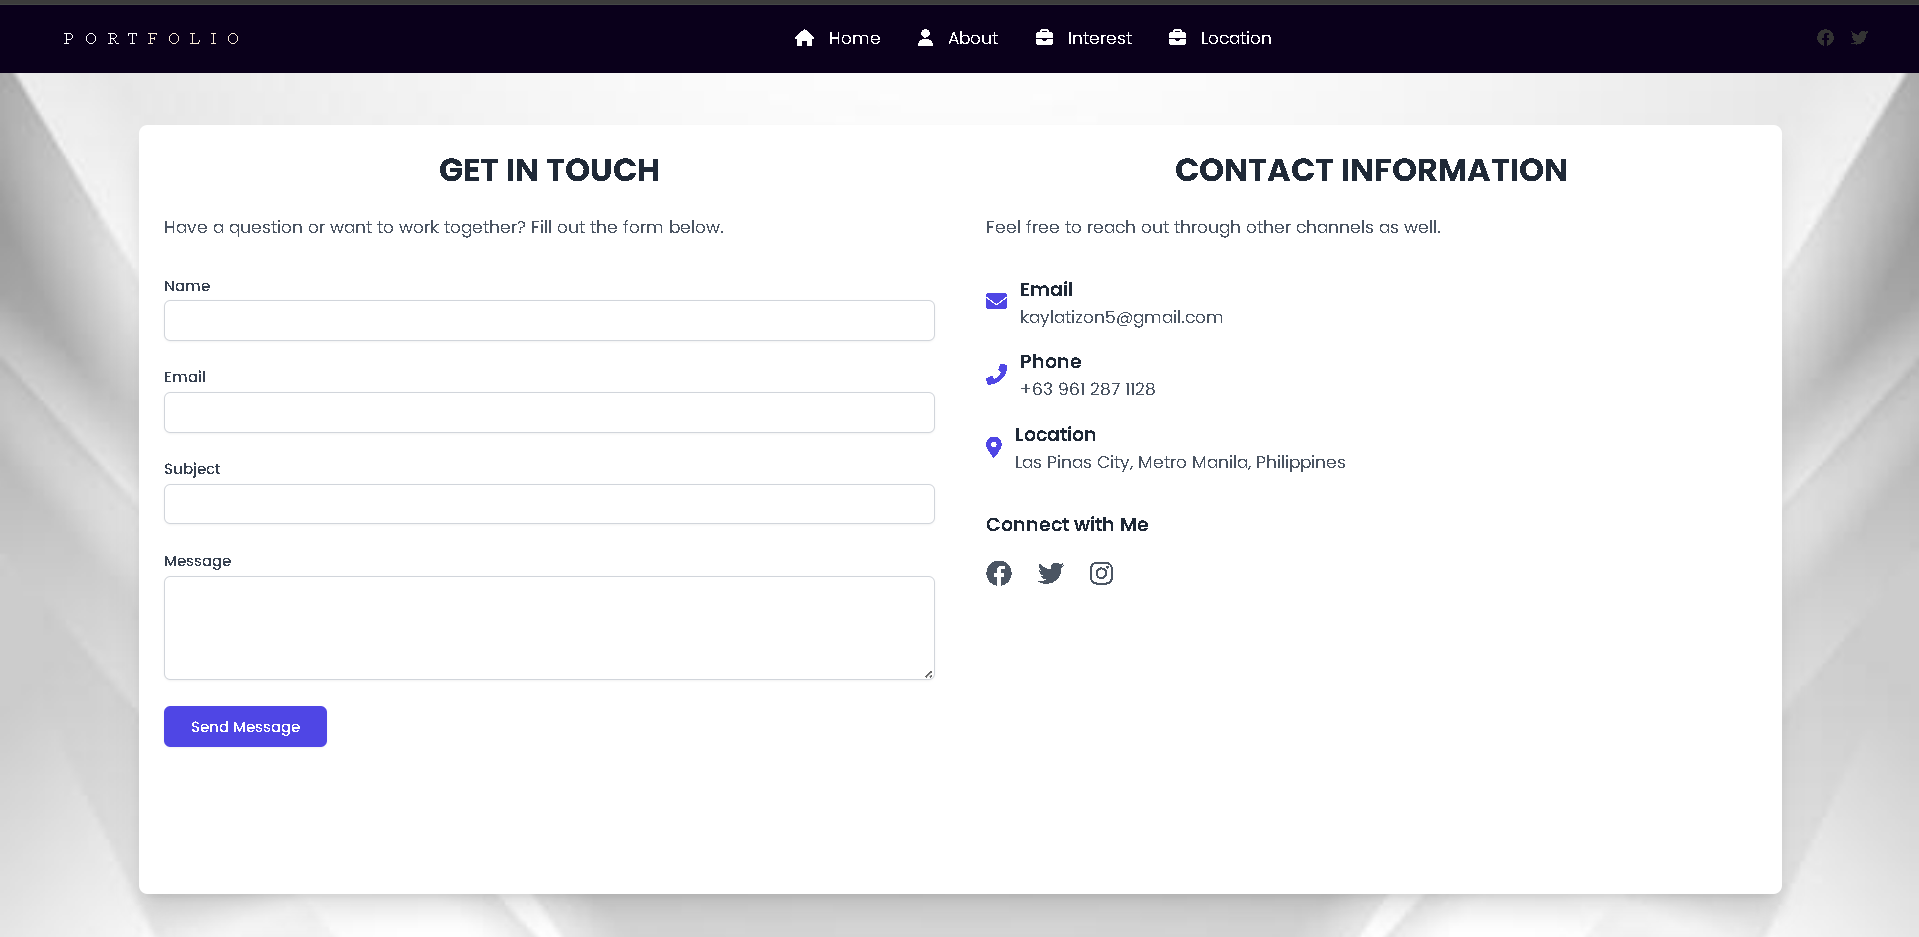 PORTFOLIO
Home
About
Interest
Location
GET IN TOUCH
Have a question or want to work together? Fill out the form below.
Name
Email
Subject
Message
Send Message
CONTACT INFORMATION
Feel free to reach out through other channels as well.
Email
kaylatizon5@gmail.com
Phone
+63 961 287 1128
Location
Las Pinas City, Metro Manila, Philippines
Connect with Me